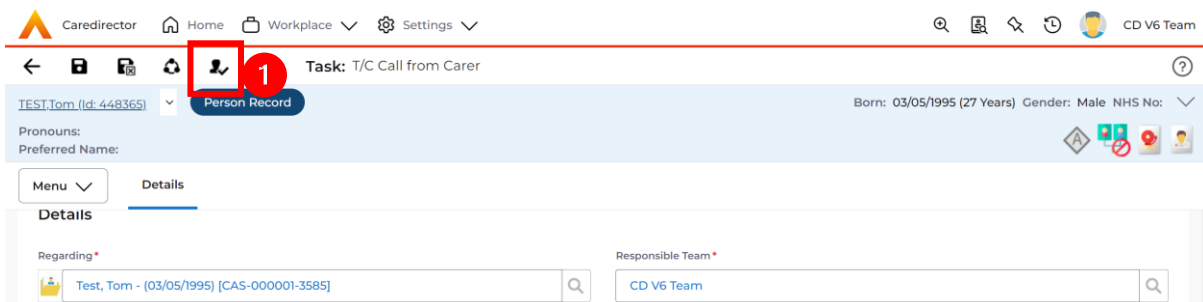 Caredirector Home Workplace Settings CD V6 Team
1 Task: T/C Call from Carer ?
TEST,Tom (Id: 448365) Person Record Born: 03/05/1995 (27 Years) Gender: Male NHS No:
Pronouns:
Preferred Name:
A
Menu Details
Details
Regarding* Responsible Team*
Test, Tom - (03/05/1995) [CAS-000001-3585] CD V6 Team